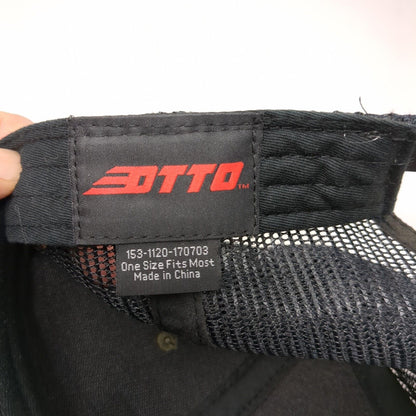 OTTO™
153-1120-170703
One Size Fits Most
Made in China